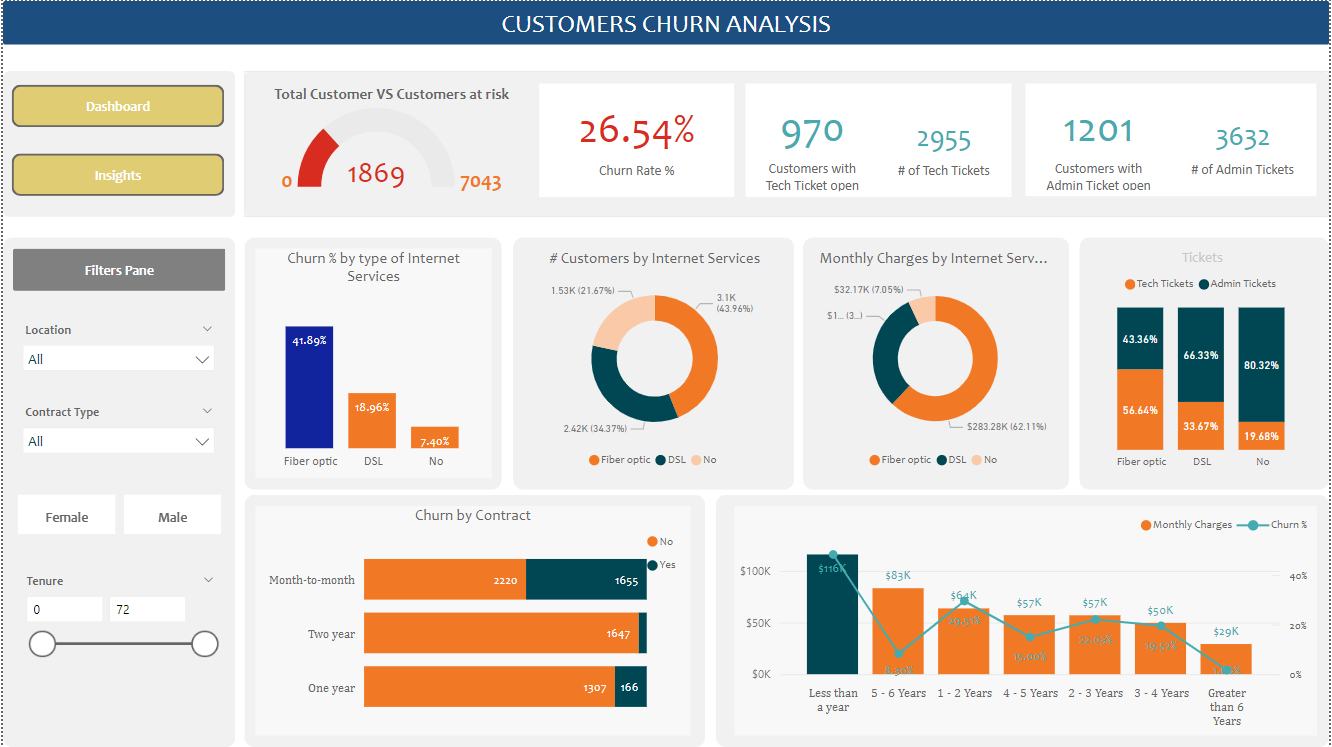 CUSTOMERS CHURN ANALYSIS
Dashboard
Insights
Total Customer VS Customers at risk
0
1869
7043
26.54%
Churn Rate %
970
Customers with
Tech Ticket open
2955
# of Tech Tickets
1201
Customers with
Admin Ticket open
3632
# of Admin Tickets
Filters Pane
Location
All
Contract Type
All
Female
Male
Tenure
0
72
Churn % by type of Internet
Services
41.89%
18.96%
7.40%
Fiber optic
DSL
No
# Customers by Internet Services
1.53K (21.67%)
3.1K
(43.96%)
2.42K (34.37%)
Fiber optic
DSL
No
Monthly Charges by Internet Serv...
$32.17K (7.05%)
$1... (3...)
$283.28K (62.11%)
Fiber optic
DSL
No
Tickets
Tech Tickets
Admin Tickets
43.36%
66.33%
80.32%
56.64%
33.67%
19.68%
Fiber optic
DSL
No
Churn by Contract
No
Yes
Month-to-month
2220
1655
Two year
1647
One year
1307
166
Monthly Charges
Churn %
$100K
$50K
$0K
40%
20%
0%
$116K
$83K
$64K
$57K
$57K
$50K
$29K
15.00%
22.03%
19.52%
Less than
a year
5 - 6 Years
1 - 2 Years
4 - 5 Years
2 - 3 Years
3 - 4 Years
Greater
than 6
Years